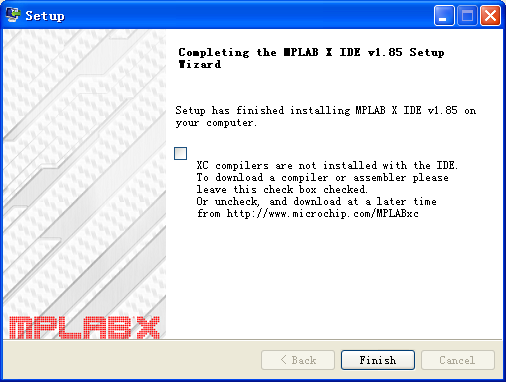 Setup
Completing the MPLAB X IDE v1.85 Setup
Wizard
Setup has finished installing MPLAB X IDE v1.85 on
your computer.
XC compilers are not installed with the IDE.
To download a compiler or assembler please
leave this check box checked.
Or uncheck, and download at a later time
from http://www.microchip.com/MPLABxc
MPLABX
< Back
Finish
Cancel